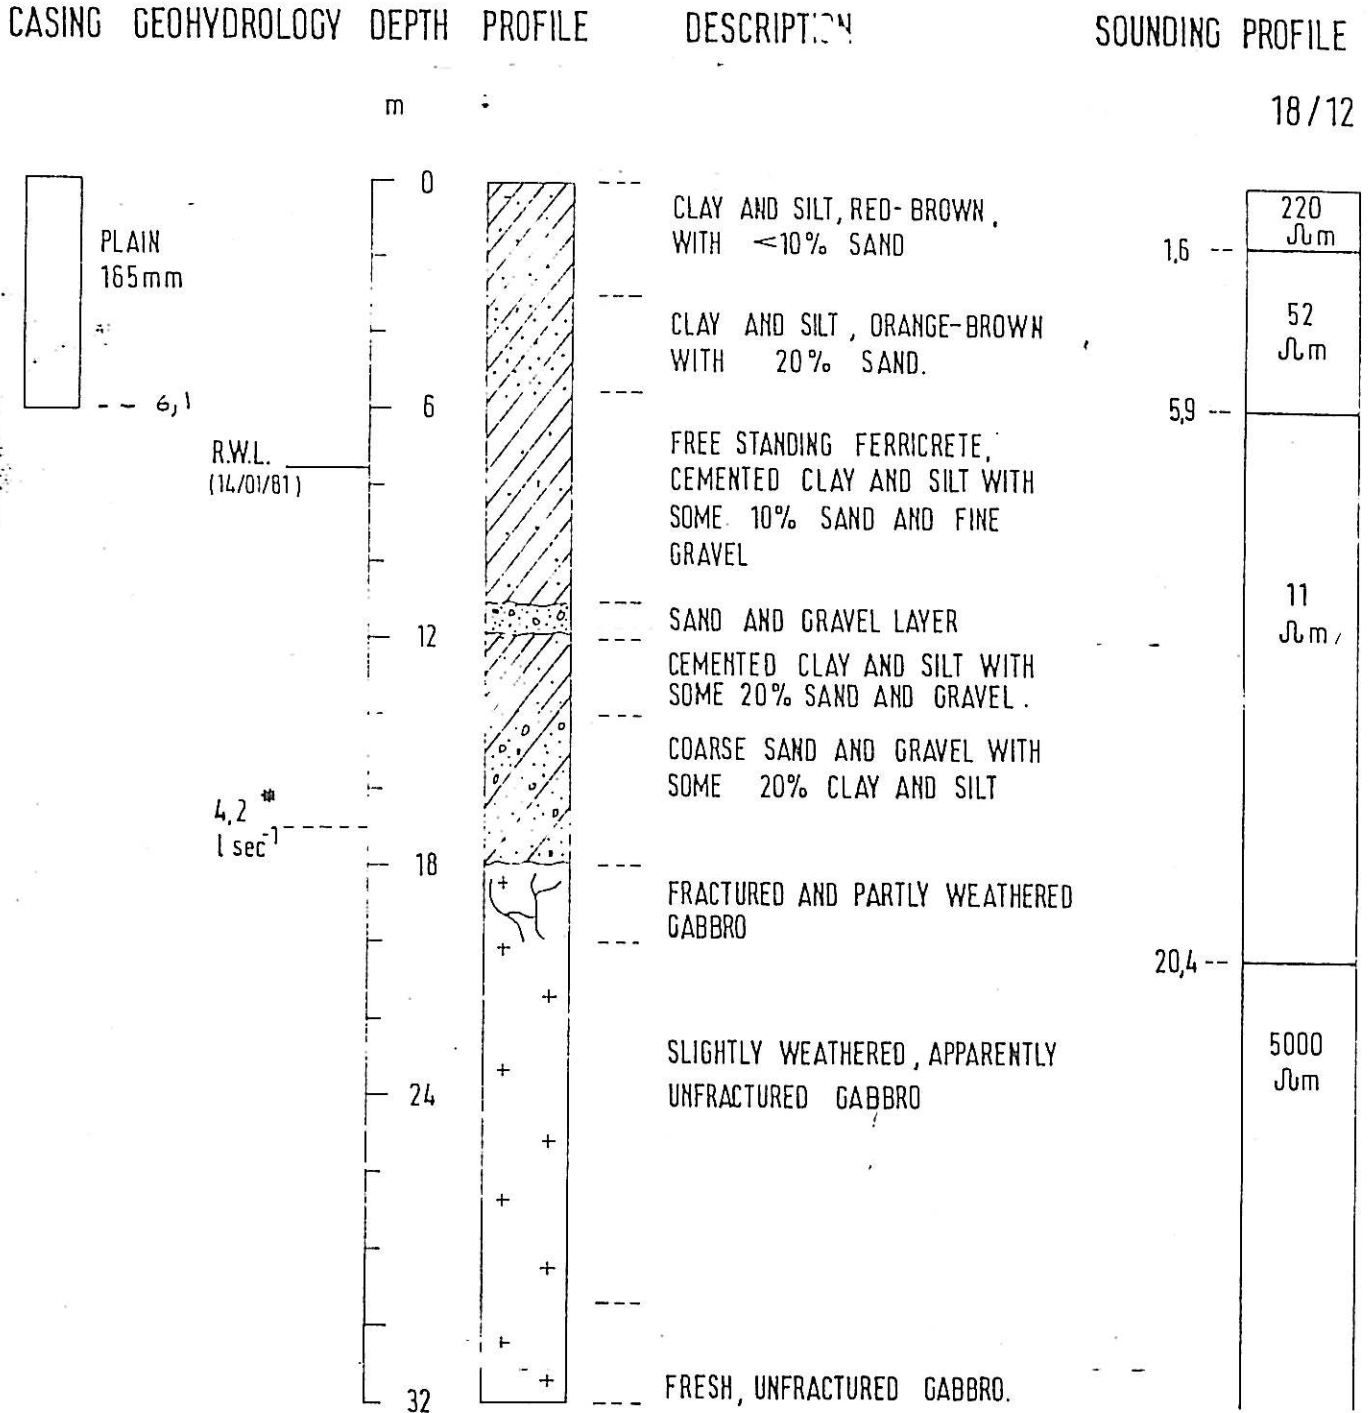 CASING GEOHYDROLOGY DEPTH PROFILE DESCRIPTION SOUNDING PROFILE
m
18/12
0
PLAIN
165mm
6,1
R.W.L.
(14/01/81)
4,2 *
l sec⁻¹
6
12
18
24
32
CLAY AND SILT, RED-BROWN,
WITH <10% SAND
CLAY AND SILT, ORANGE-BROWN
WITH 20% SAND.
FREE STANDING FERRICRETE,
CEMENTED CLAY AND SILT WITH
SOME 10% SAND AND FINE
GRAVEL
SAND AND GRAVEL LAYER
CEMENTED CLAY AND SILT WITH
SOME 20% SAND AND GRAVEL.
COARSE SAND AND GRAVEL WITH
SOME 20% CLAY AND SILT
FRACTURED AND PARTLY WEATHERED
GABBRO
SLIGHTLY WEATHERED, APPARENTLY
UNFRACTURED GABBRO
FRESH, UNFRACTURED GABBRO.
220
Ωm
1,6
52
Ωm
5,9
11
Ωm
20,4
5000
Ωm